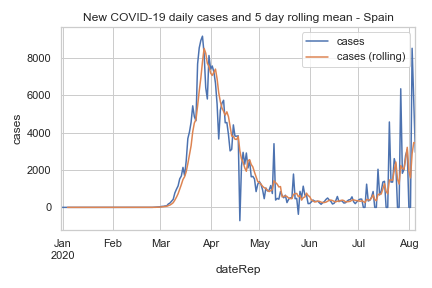 New COVID-19 daily cases and 5 day rolling mean - Spain
cases
cases (rolling)
8000
6000
4000
2000
0
cases
Jan Feb Mar Apr May Jun Jul Aug
2020
dateRep